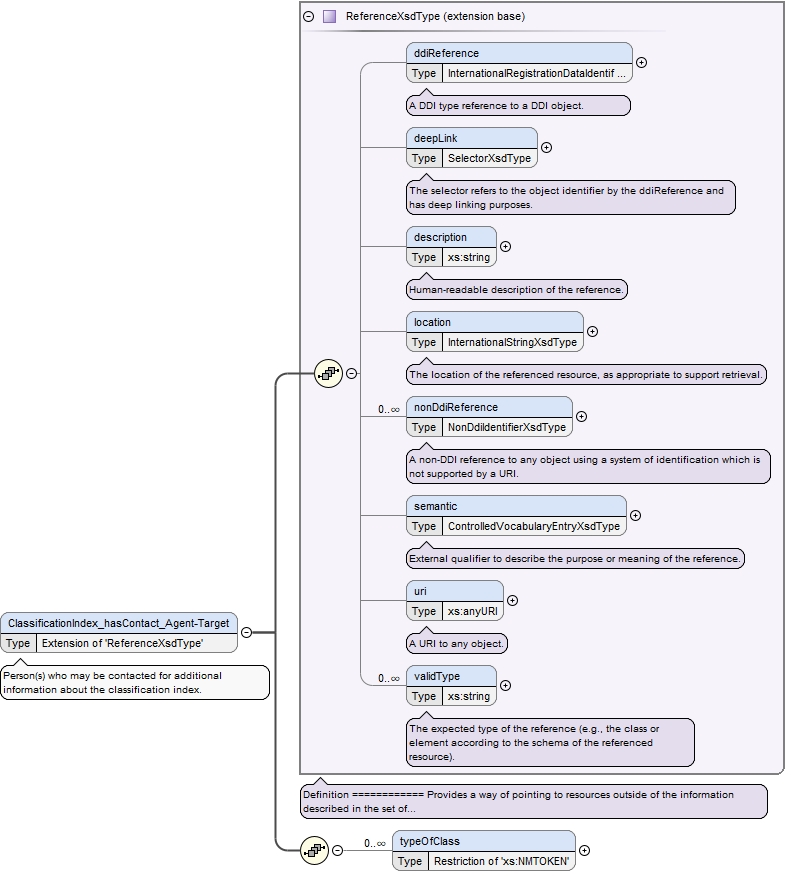 ReferenceXsdType (extension base)
ddiReference
Type InternationalRegistrationDataIdentif ...
A DDI type reference to a DDI object.
deepLink
Type SelectorXsdType
The selector refers to the object identifier by the ddiReference and
has deep linking purposes.
description
Type xs:string
Human-readable description of the reference.
location
Type InternationalStringXsdType
The location of the referenced resource, as appropriate to support retrieval.
0..∞ nonDdiReference
Type NonDdiIdentifierXsdType
A non-DDI reference to any object using a system of identification which is
not supported by a URI.
semantic
Type ControlledVocabularyEntryXsdType
External qualifier to describe the purpose or meaning of the reference.
uri
Type xs:anyURI
A URI to any object.
0..∞ validType
Type xs:string
The expected type of the reference (e.g., the class or
element according to the schema of the referenced
resource).
ClassificationIndex_hasContact_Agent-Target
Type Extension of 'ReferenceXsdType'
Person(s) who may be contacted for additional
information about the classification index.
Definition ============ Provides a way of pointing to resources outside of the information
described in the set of...
0..∞ typeOfClass
Type Restriction of 'xs:NMTOKEN'